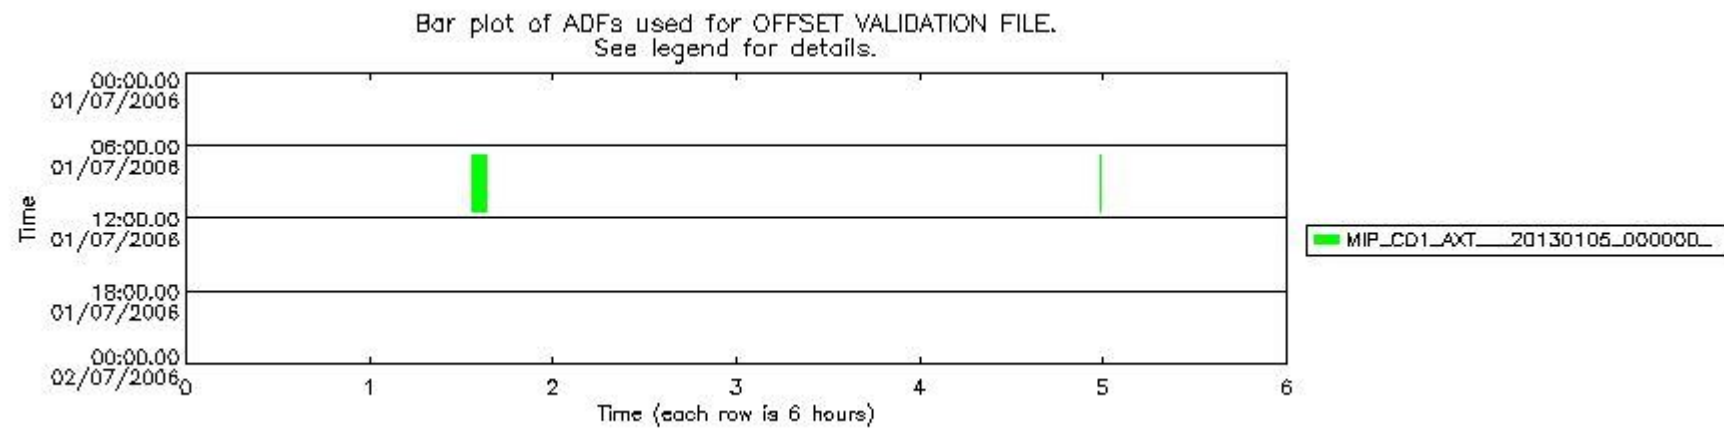 Bar plot of ADFs used for OFFSET VALIDATION FILE.
See legend for details.
00:00.00
01/07/2006
06:00.00
01/07/2006
12:00.00
01/07/2006
18:00.00
01/07/2006
00:00.00
02/07/2006
Time
0 1 2 3 4 5 6
Time (each row is 6 hours)
MIP_CO1_AXT___20130105_000000_